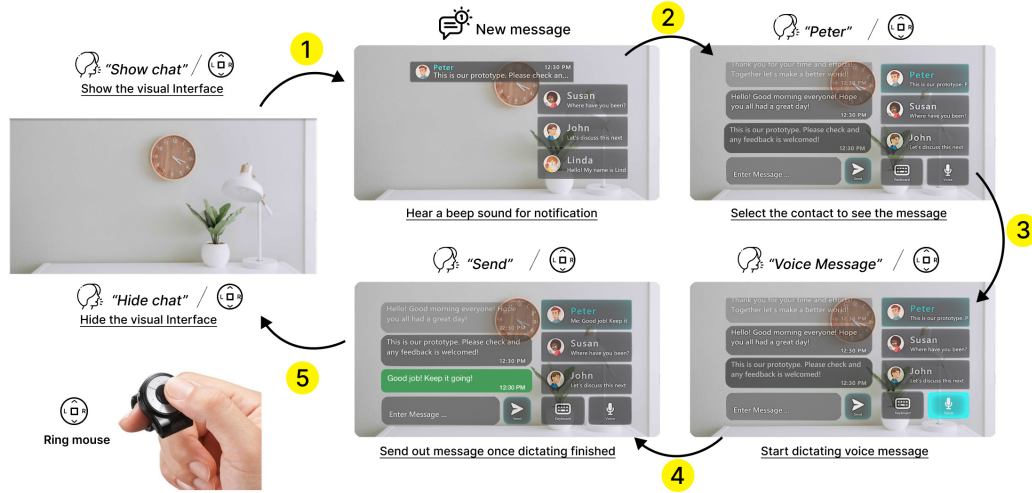 "Show chat" /
L R
Show the visual Interface
1
New message
1
Peter 12:30 PM
This is our prototype. Please check an...
Susan
Where have you been?
John
Let's discuss this next
Linda
Hello! My name is Lind
Hear a beep sound for notification
2
"Peter" /
L R
Thank you for your time and efforts!
Together let's make a better world!
12:30 PM
Hello! Good morning everyone! Hope
you all had a great day!
12:30 PM
This is our prototype. Please check and
any feedback is welcomed!
12:30 PM
Enter Message ...
Send
Keyboard
Voice
Peter
This is our prototype. P
Susan
Where have you been?
John
Let's discuss this next
Select the contact to see the message
3
"Voice Message" /
L R
Thank you for your time and efforts!
Together let's make a better world!
12:30 PM
Hello! Good morning everyone! Hope
you all had a great day!
12:30 PM
This is our prototype. Please check and
any feedback is welcomed!
12:30 PM
Enter Message ...
Send
Keyboard
Voice
Peter
This is our prototype. P
Susan
Where have you been?
John
Let's discuss this next
Start dictating voice message
4
"Send" /
L R
Hello! Good morning everyone! Hope
you all had a great day!
This is our prototype. Please check and
any feedback is welcomed!
12:30 PM
Good job! Keep it going!
12:30 PM
Enter Message ...
Send
Keyboard
Voice
Peter
Me: Good job! Keep it
Susan
Where have you been?
John
Let's discuss this next
Send out message once dictating finished
5
"Hide chat" /
L R
Hide the visual Interface
L R
Ring mouse